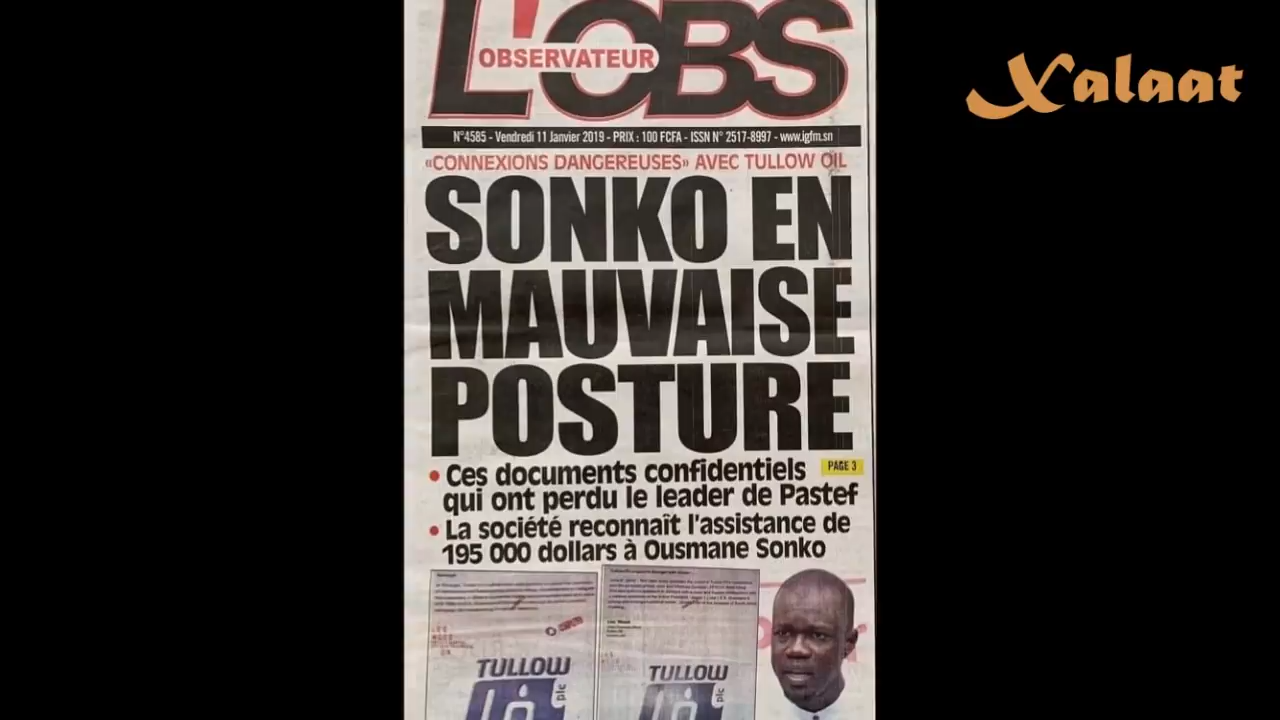 L'OBS
OBSERVATEUR
Xalaat
N°4585 - Vendredi 11 Janvier 2019 - PRIX : 100 FCFA - ISSN N° 2517-8997 - www.igfm.sn
«CONNEXIONS DANGEREUSES» AVEC TULLOW OIL
SONKO EN
MAUVAISE
POSTURE
• Ces documents confidentiels
PAGE 3
qui ont perdu le leader de Pastef
• La société reconnaît l'assistance de
195 000 dollars à Ousmane Sonko
TULLOW
plc
TULLOW
plc